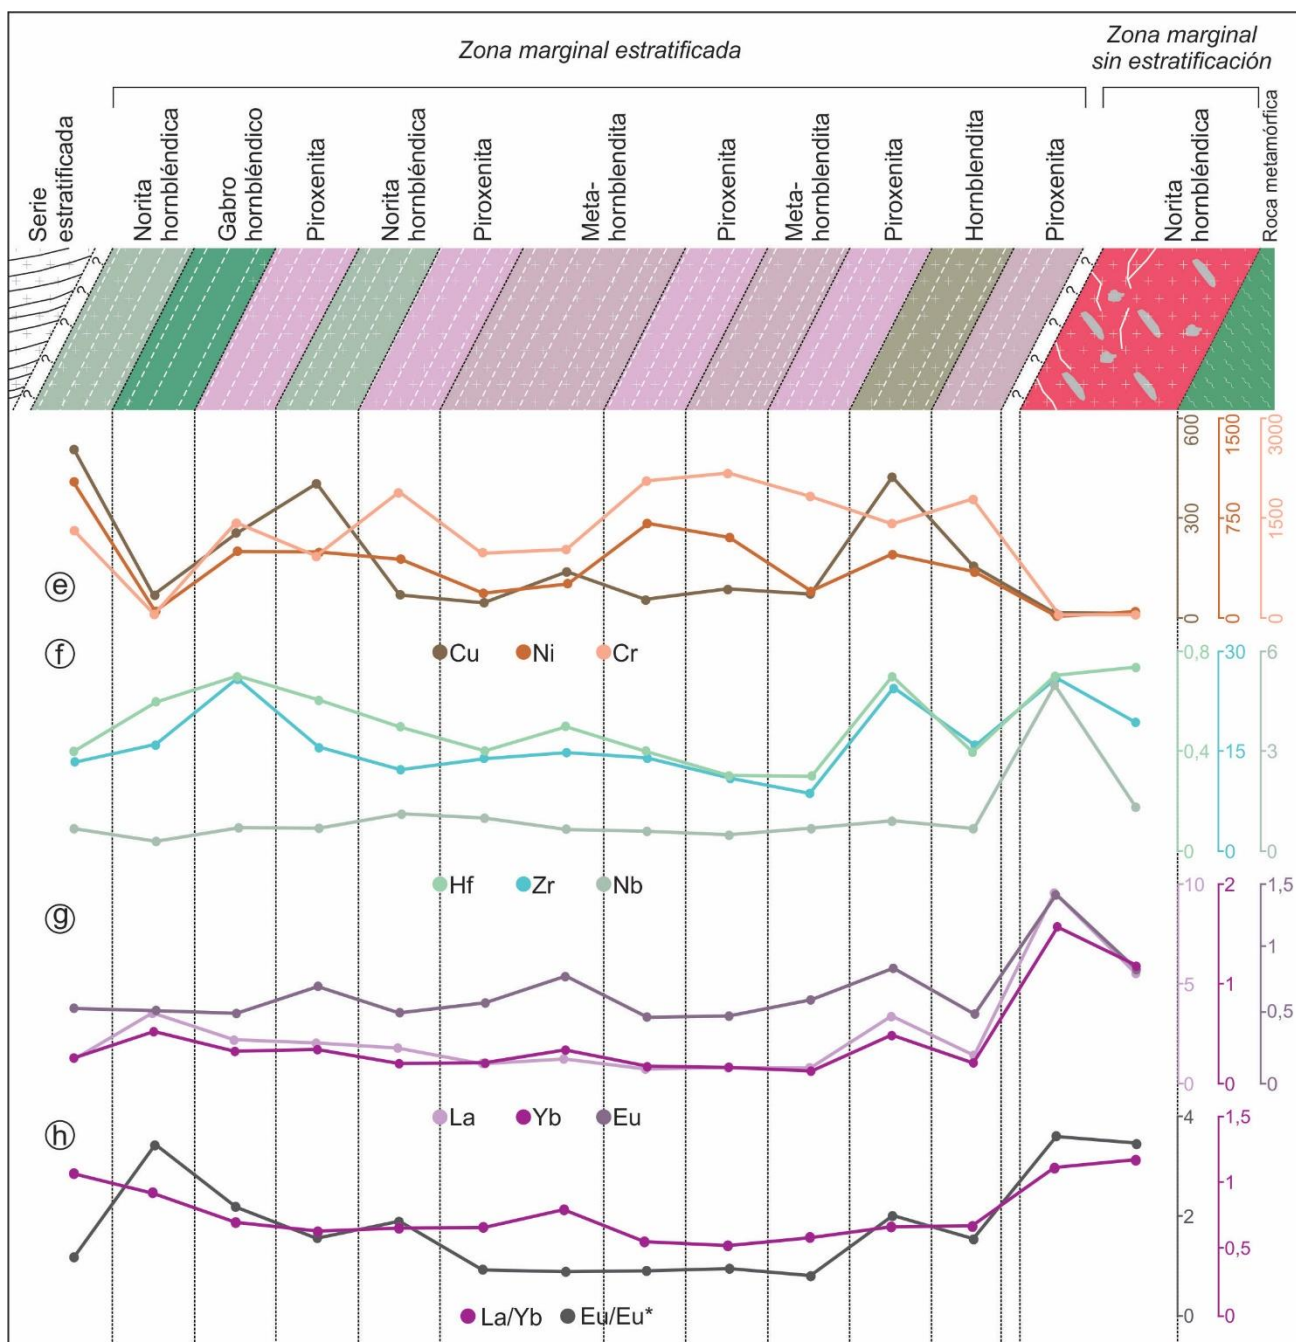 Zona marginal estratificada
Zona marginal
sin estratificación
Serie
estratificada
Norita
hornbléndica
Gabro
hornbléndico
Piroxenita
Norita
hornbléndica
Piroxenita
Meta-
hornblendita
Piroxenita
Meta-
hornblendita
Piroxenita
Hornblendita
Piroxenita
Norita
hornbléndica
Roca metamórfica
? ? ? ?
? ? ? ?
600 1500 3000
300 750 1500
0 0 0
e
Cu Ni Cr
f
0,8 30 6
0,4 15 3
0 0 0
Hf Zr Nb
g
10 2 1,5
1
5 1
0,5
0 0 0
La Yb Eu
h
4 1,5
1
2
0,5
0 0
La/Yb Eu/Eu*